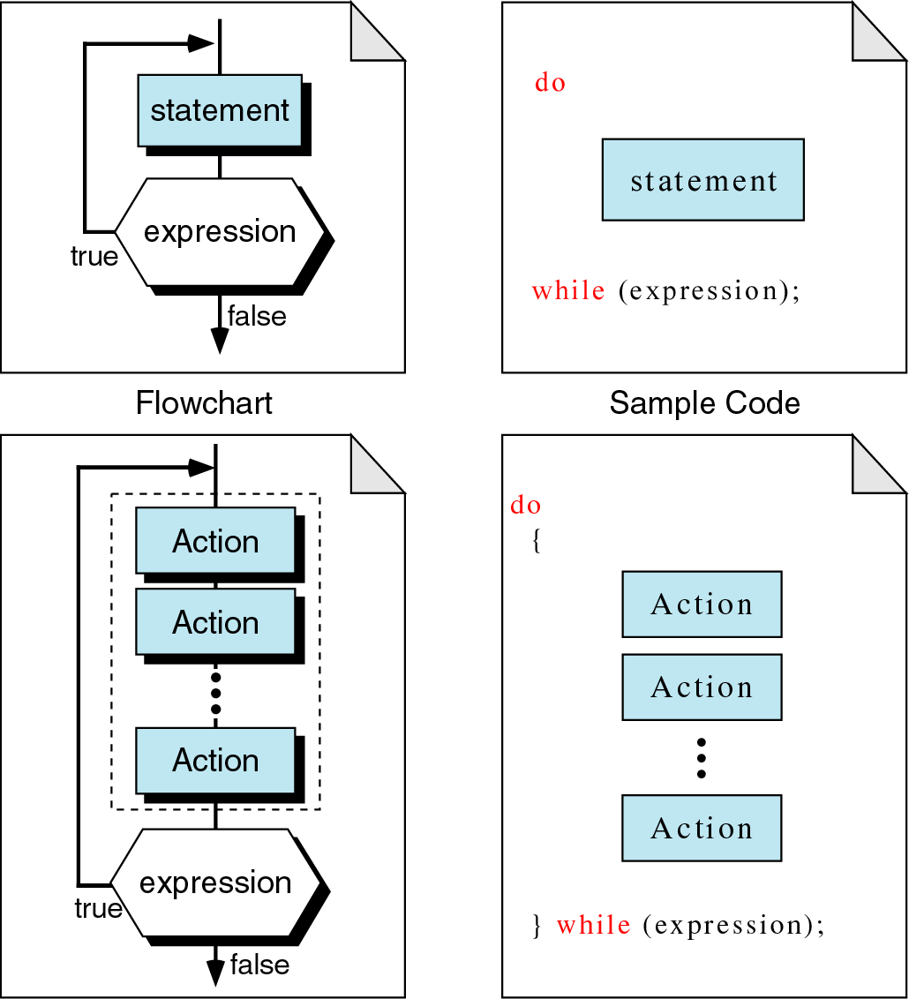 statement
expression
true
false
do
statement
while (expression);
Flowchart
Sample Code
Action
Action
Action
expression
true
false
do
{
Action
Action
Action
} while (expression);